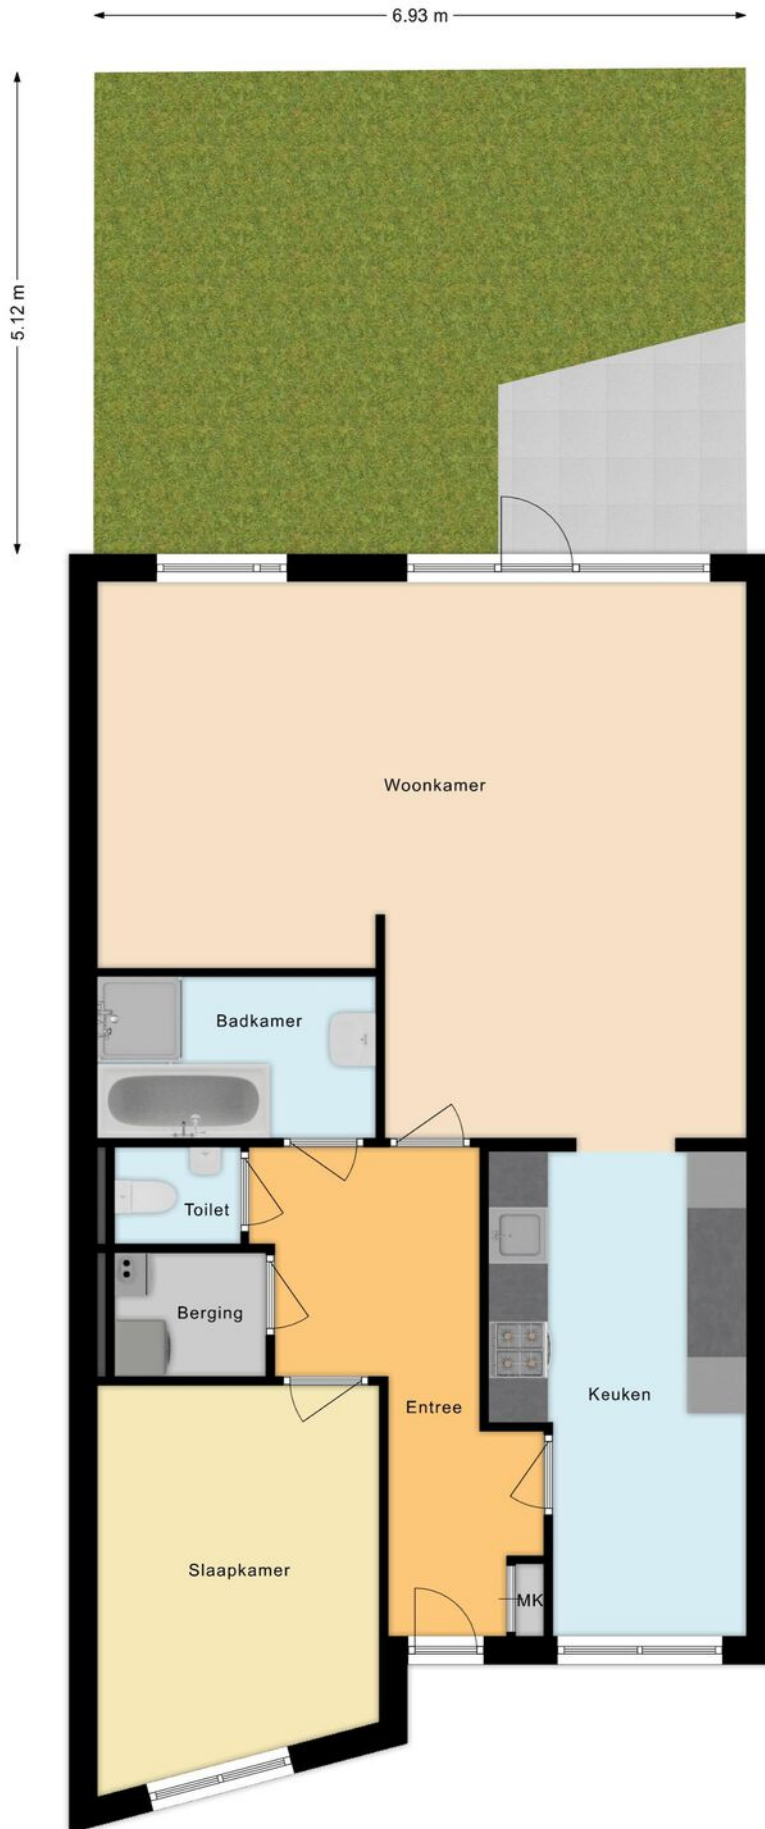 6.93 m
5.12 m
Woonkamer
Badkamer
Toilet
Berging
Keuken
Entree
Slaapkamer
MK